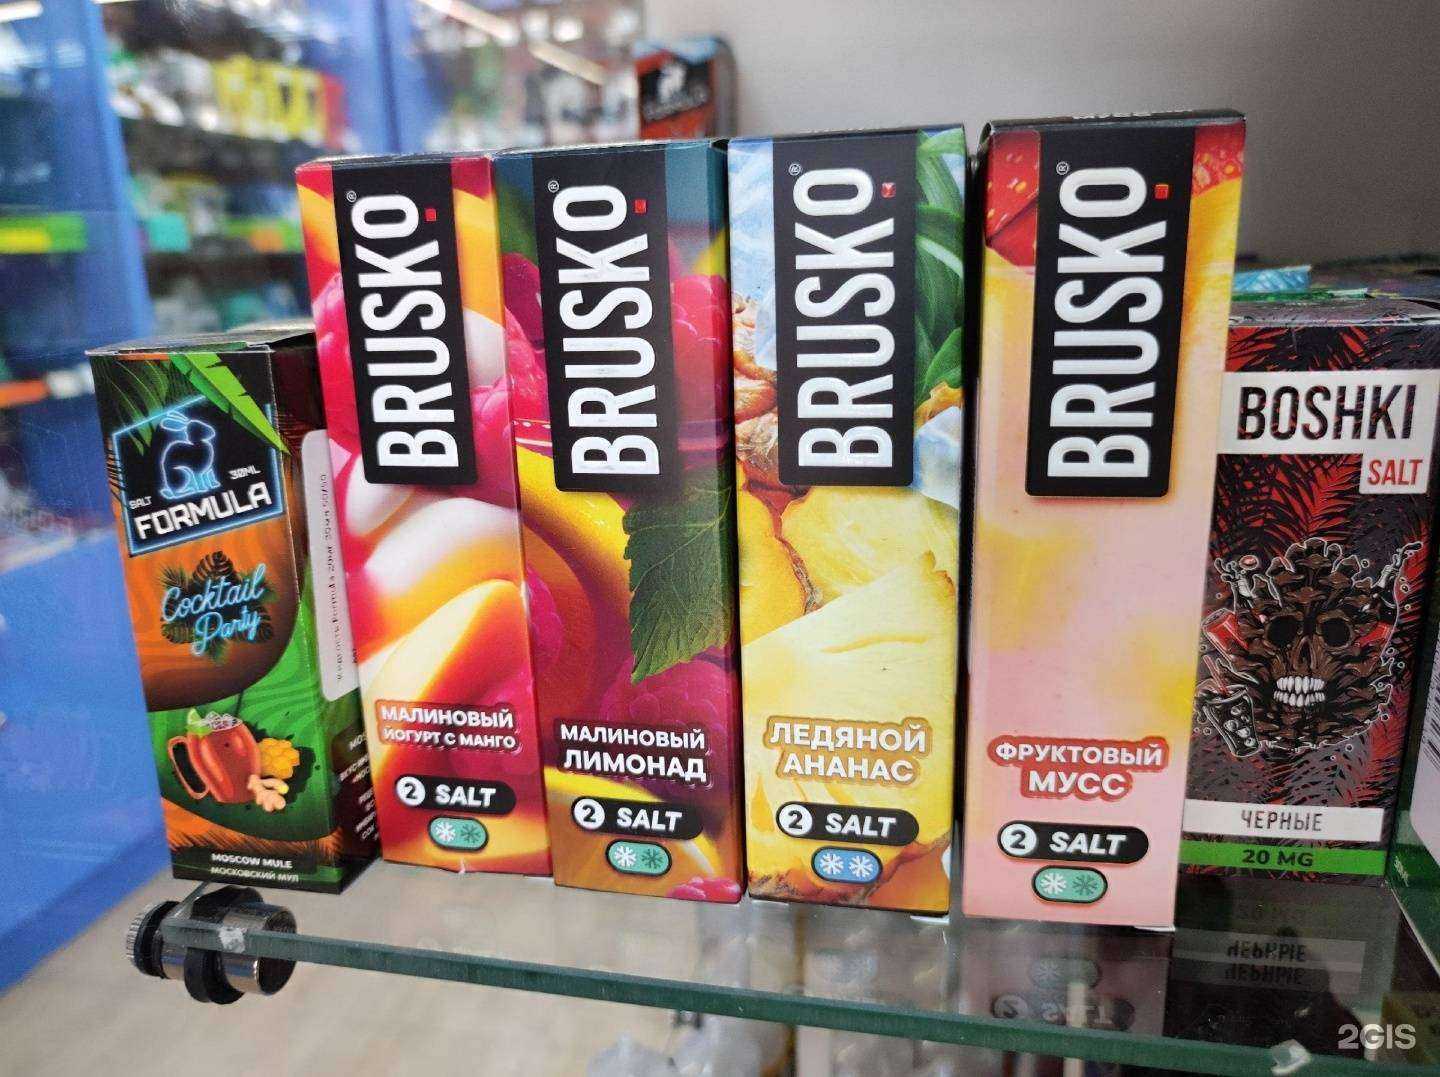 SALT
30ML
FORMULA
Cocktail
Party
MOSCOW MULE
МОСКОВСКИЙ МУЛ
BRUSKO®
МАЛИНОВЫЙ
ЙОГУРТ С МАНГО
2 SALT
BRUSKO®
МАЛИНОВЫЙ
ЛИМОНАД
2 SALT
BRUSKO®
ЛЕДЯНОЙ
АНАНАС
2 SALT
BRUSKO®
ФРУКТОВЫЙ
МУСС
2 SALT
BOSHKI
SALT
ЧЕРНЫЕ
20 MG
2GIS